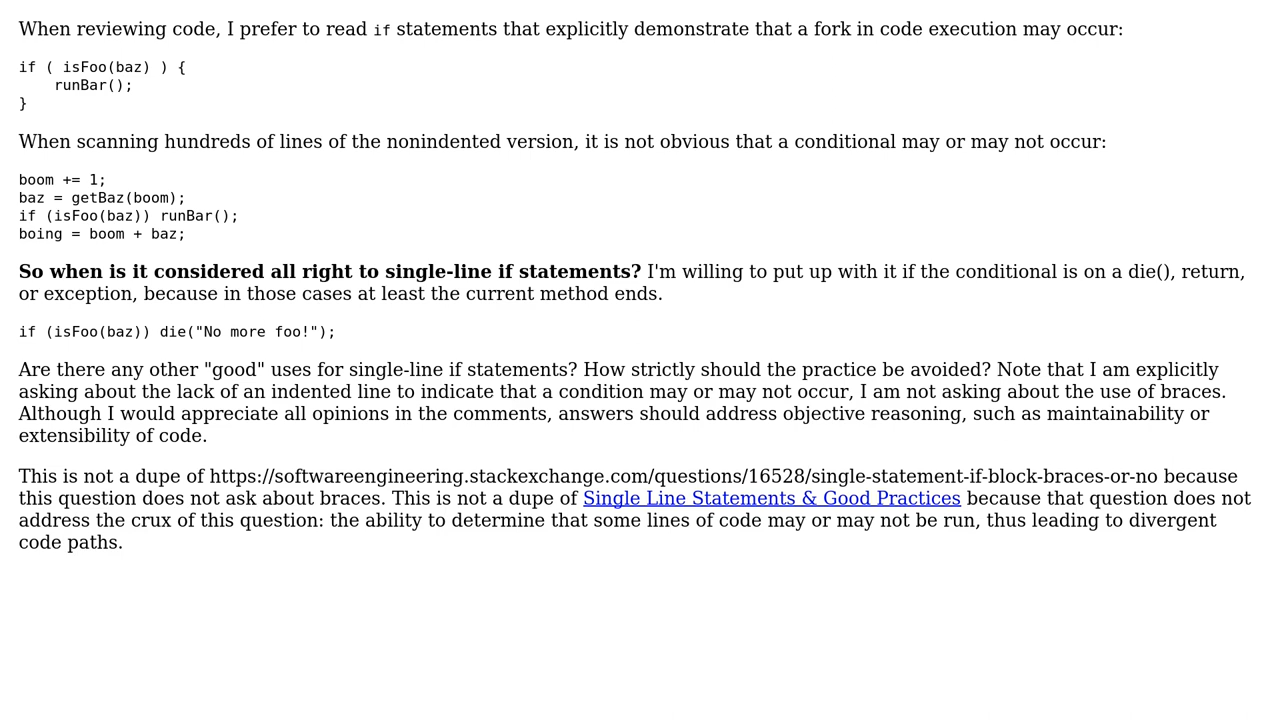 When reviewing code, I prefer to read if statements that explicitly demonstrate that a fork in code execution may occur:
if ( isFoo(baz) ) {
    runBar();
}
When scanning hundreds of lines of the nonindented version, it is not obvious that a conditional may or may not occur:
boom += 1;
baz = getBaz(boom);
if (isFoo(baz)) runBar();
boing = boom + baz;
So when is it considered all right to single-line if statements? I'm willing to put up with it if the conditional is on a die(), return,
or exception, because in those cases at least the current method ends.
if (isFoo(baz)) die("No more foo!");
Are there any other "good" uses for single-line if statements? How strictly should the practice be avoided? Note that I am explicitly
asking about the lack of an indented line to indicate that a condition may or may not occur, I am not asking about the use of braces.
Although I would appreciate all opinions in the comments, answers should address objective reasoning, such as maintainability or
extensibility of code.
This is not a dupe of https://softwareengineering.stackexchange.com/questions/16528/single-statement-if-block-braces-or-no because
this question does not ask about braces. This is not a dupe of Single Line Statements & Good Practices because that question does not
address the crux of this question: the ability to determine that some lines of code may or may not be run, thus leading to divergent
code paths.